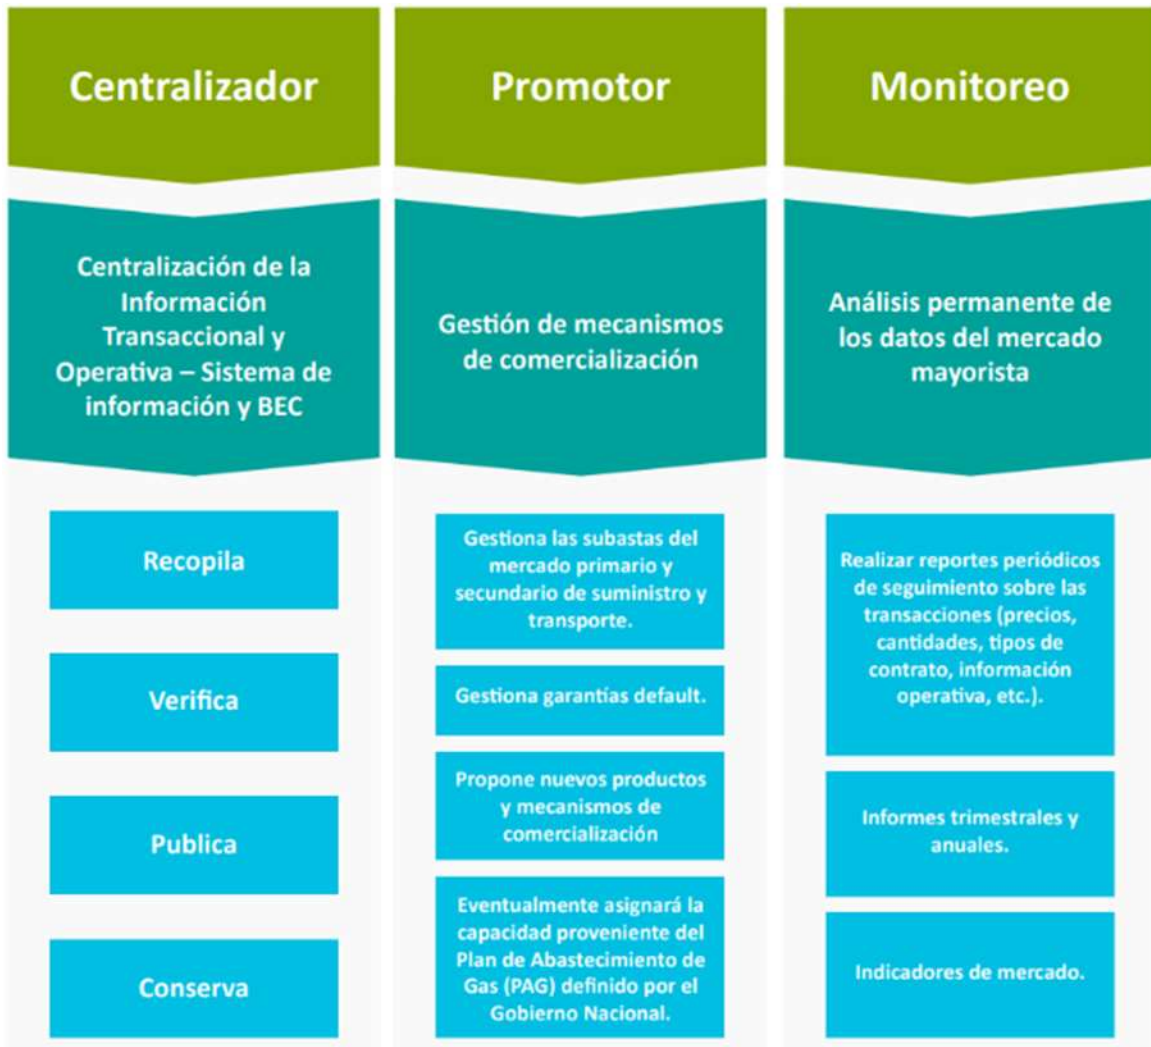 Centralizador
Centralización de la
Información
Transaccional y
Operativa – Sistema de
información y BEC
Recopila
Verifica
Publica
Conserva
Promotor
Gestión de mecanismos
de comercialización
Gestiona las subastas del
mercado primario y
secundario de suministro y
transporte.
Gestiona garantías default.
Propone nuevos productos
y mecanismos de
comercialización
Eventualmente asignará la
capacidad proveniente del
Plan de Abastecimiento de
Gas (PAG) definido por el
Gobierno Nacional.
Monitoreo
Análisis permanente de
los datos del mercado
mayorista
Realizar reportes periódicos
de seguimiento sobre las
transacciones (precios,
cantidades, tipos de
contrato, información
operativa, etc.).
Informes trimestrales y
anuales.
Indicadores de mercado.